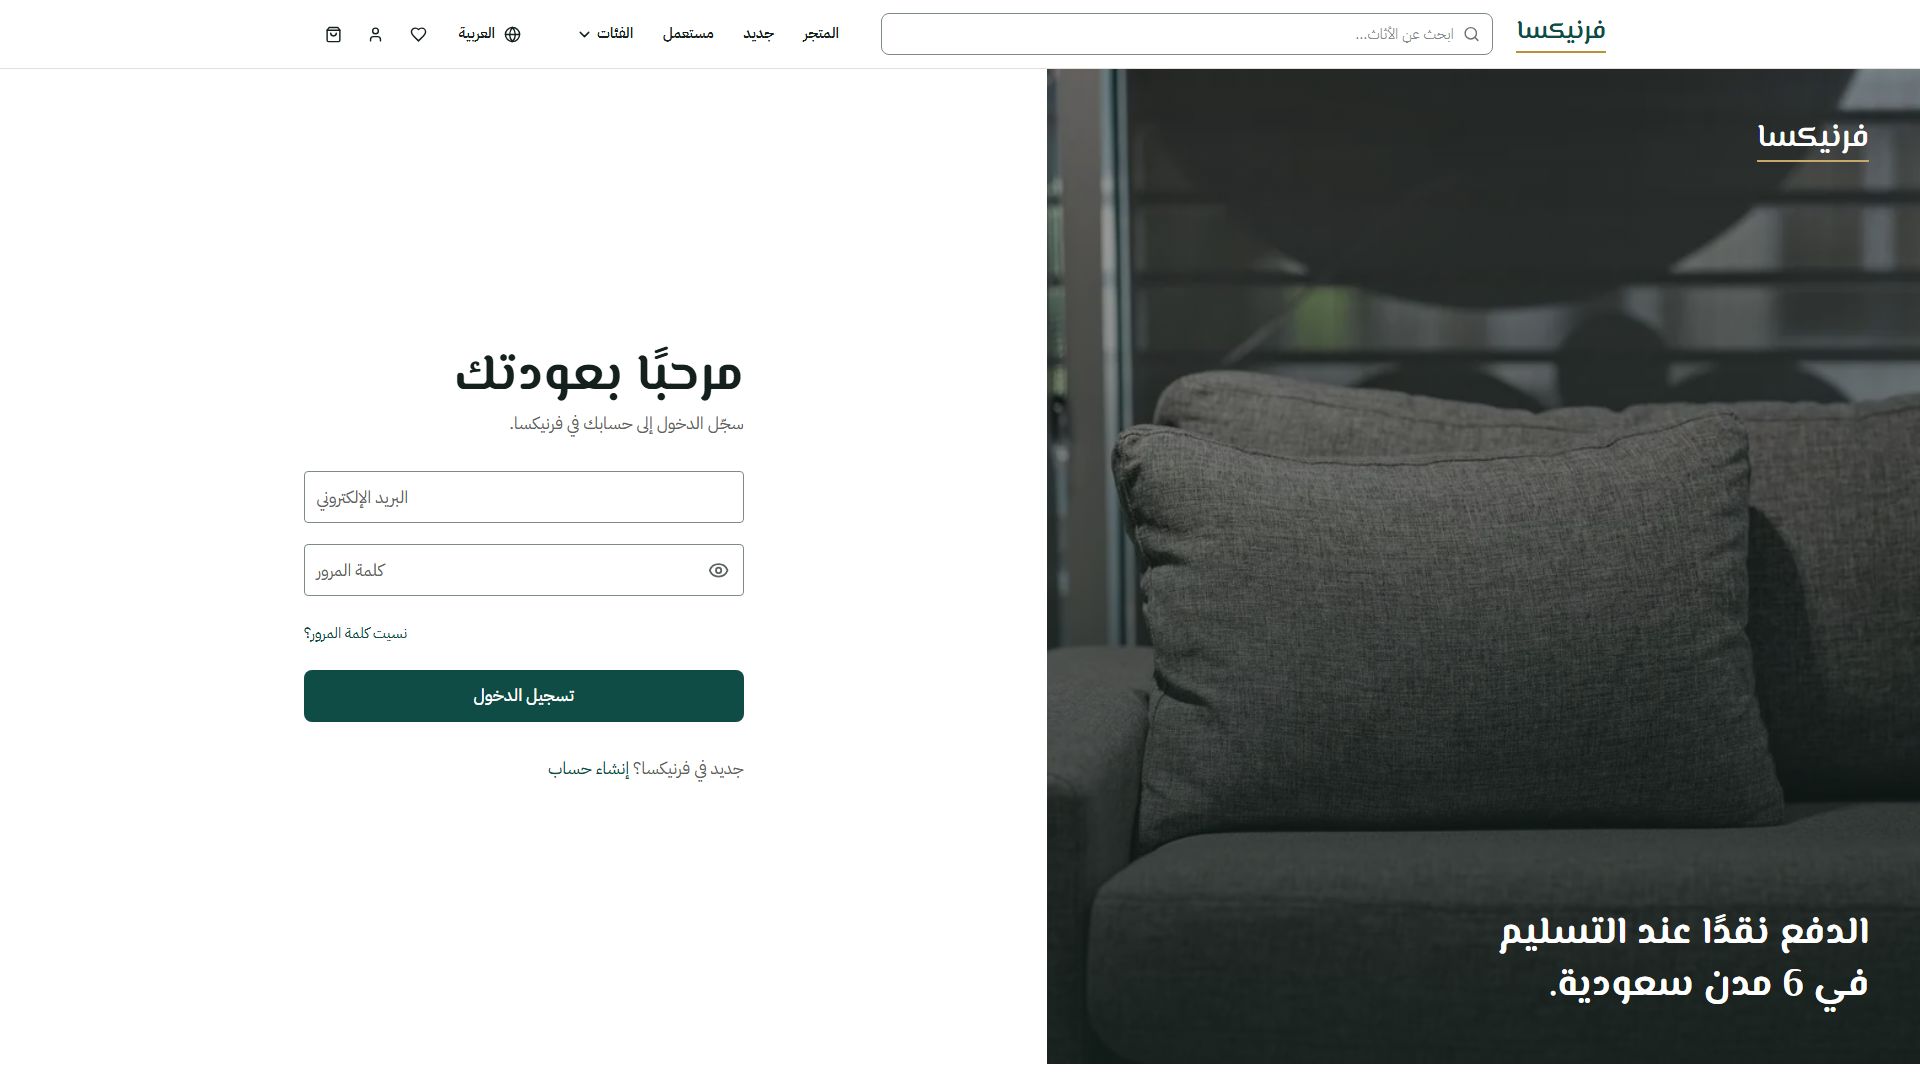 فرنيكسا
ابحث عن الأثاث...
المتجر
جديد
مستعمل
الفئات
العربية
فرنيكسا
الدفع نقدًا عند التسليم
في 6 مدن سعودية.
مرحبًا بعودتك
سجّل الدخول إلى حسابك في فرنيكسا.
البريد الإلكتروني
كلمة المرور
نسيت كلمة المرور؟
تسجيل الدخول
جديد في فرنيكسا؟ إنشاء حساب